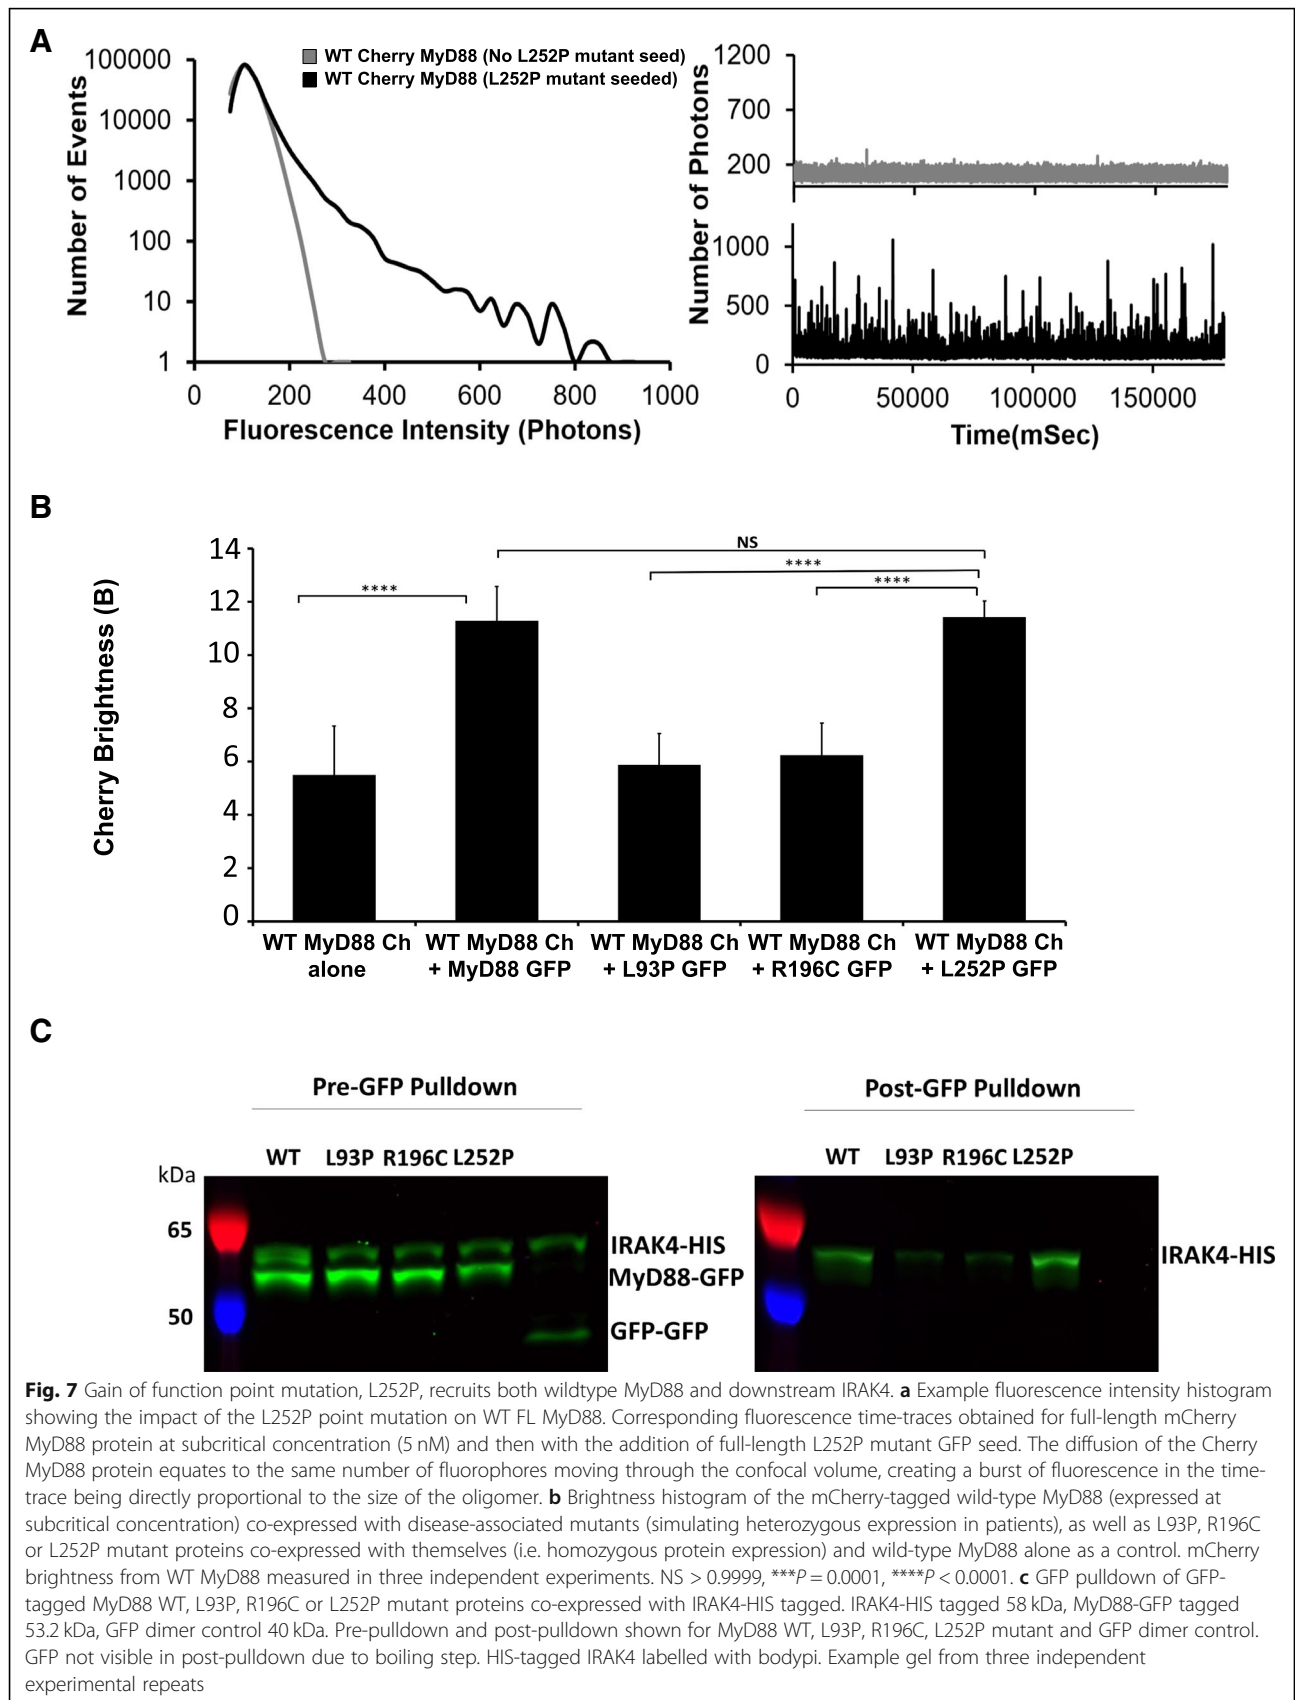 A
100000
10000
1000
100
10
1
Number of Events
WT Cherry MyD88 (No L252P mutant seed)
WT Cherry MyD88 (L252P mutant seeded)
0 200 400 600 800 1000
Fluorescence Intensity (Photons)
1200
700
200
1000
500
0
Number of Photons
0 50000 100000 150000
Time(mSec)
B
Cherry Brightness (B)
14
12
10
8
6
4
2
0
NS
****
****
****
WT MyD88 Ch alone
WT MyD88 Ch + MyD88 GFP
WT MyD88 Ch + L93P GFP
WT MyD88 Ch + R196C GFP
WT MyD88 Ch + L252P GFP
C
Pre-GFP Pulldown
WT L93P R196C L252P
kDa
65
50
IRAK4-HIS
MyD88-GFP
GFP-GFP
Post-GFP Pulldown
WT L93P R196C L252P
IRAK4-HIS
Fig. 7 Gain of function point mutation, L252P, recruits both wildtype MyD88 and downstream IRAK4. a Example fluorescence intensity histogram
showing the impact of the L252P point mutation on WT FL MyD88. Corresponding fluorescence time-traces obtained for full-length mCherry
MyD88 protein at subcritical concentration (5 nM) and then with the addition of full-length L252P mutant GFP seed. The diffusion of the Cherry
MyD88 protein equates to the same number of fluorophores moving through the confocal volume, creating a burst of fluorescence in the time-
trace being directly proportional to the size of the oligomer. b Brightness histogram of the mCherry-tagged wild-type MyD88 (expressed at
subcritical concentration) co-expressed with disease-associated mutants (simulating heterozygous expression in patients), as well as L93P, R196C
or L252P mutant proteins co-expressed with themselves (i.e. homozygous protein expression) and wild-type MyD88 alone as a control. mCherry
brightness from WT MyD88 measured in three independent experiments. NS > 0.9999, ***P = 0.0001, ****P < 0.0001. c GFP pulldown of GFP-
tagged MyD88 WT, L93P, R196C or L252P mutant proteins co-expressed with IRAK4-HIS tagged. IRAK4-HIS tagged 58 kDa, MyD88-GFP tagged
53.2 kDa, GFP dimer control 40 kDa. Pre-pulldown and post-pulldown shown for MyD88 WT, L93P, R196C, L252P mutant and GFP dimer control.
GFP not visible in post-pulldown due to boiling step. HIS-tagged IRAK4 labelled with bodypi. Example gel from three independent
experimental repeats